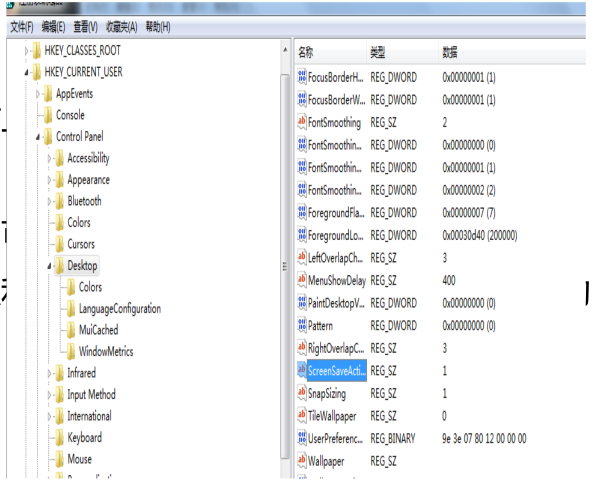 文件(F) 编辑(E) 查看(V) 收藏夹(A) 帮助(H)
HKEY_CLASSES_ROOT
HKEY_CURRENT_USER
AppEvents
Console
Control Panel
Accessibility
Appearance
Bluetooth
Colors
Cursors
Desktop
Colors
LanguageConfiguration
MuiCached
WindowMetrics
Infrared
Input Method
International
Keyboard
Mouse
名称 类型 数据
FocusBorderH... REG_DWORD 0x00000001 (1)
FocusBorderW... REG_DWORD 0x00000001 (1)
FontSmoothing REG_SZ 2
FontSmoothin... REG_DWORD 0x00000000 (0)
FontSmoothin... REG_DWORD 0x00000001 (1)
FontSmoothin... REG_DWORD 0x00000002 (2)
ForegroundFla... REG_DWORD 0x00000007 (7)
ForegroundLo... REG_DWORD 0x00030d40 (200000)
LeftOverlapCh... REG_SZ 3
MenuShowDelay REG_SZ 400
PaintDesktopV... REG_DWORD 0x00000000 (0)
Pattern REG_DWORD 0x00000000 (0)
RightOverlapC... REG_SZ 3
ScreenSaveActi... REG_SZ 1
SnapSizing REG_SZ 1
TileWallpaper REG_SZ 0
UserPreferenc... REG_BINARY 9e 3e 07 80 12 00 00 00
Wallpaper REG_SZ